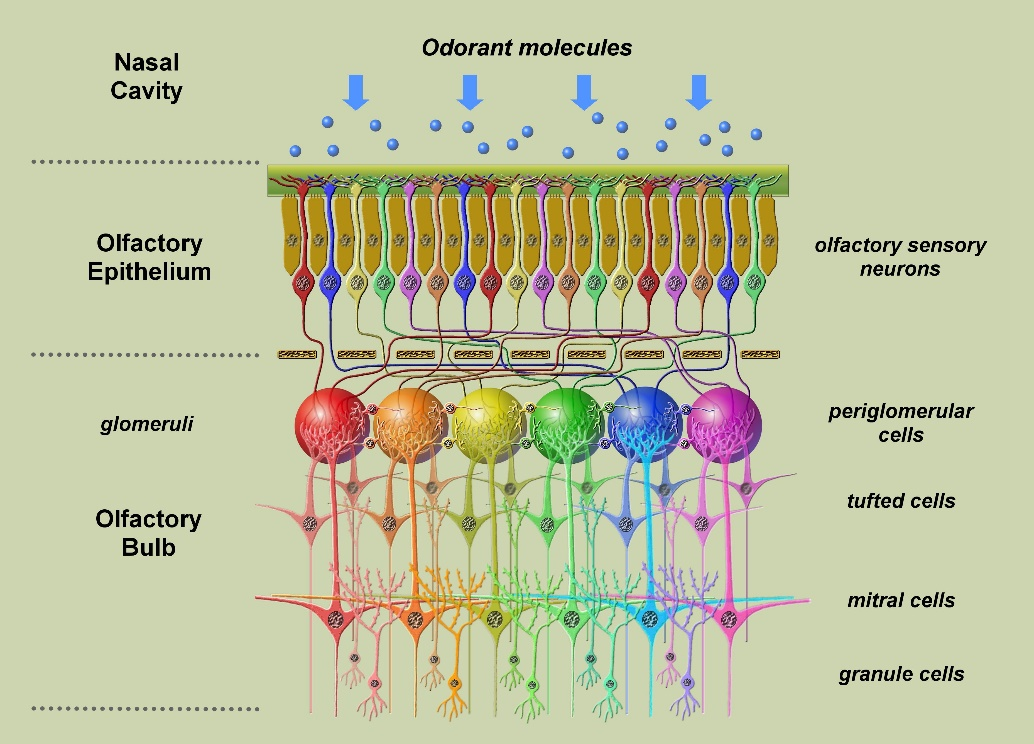 Nasal
Cavity
Odorant molecules
Olfactory
Epithelium
olfactory sensory
neurons
glomeruli
periglomerular
cells
tufted cells
Olfactory
Bulb
mitral cells
granule cells